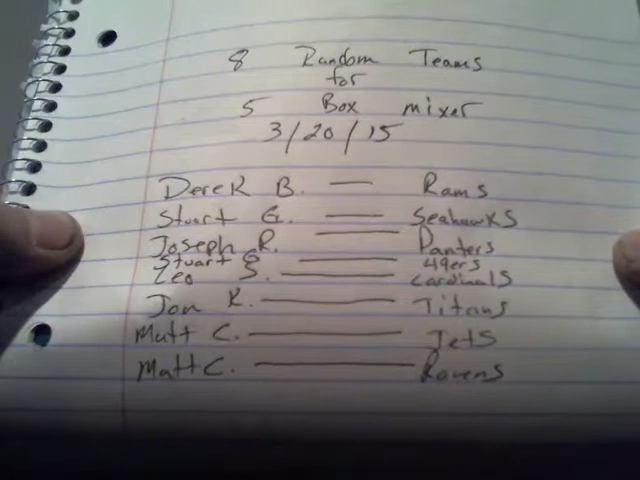 8 Random Teams
for
5 Box mixer
3/20/15
Derek B. — Rams
Stuart G. — Seahawks
Joseph R. — Panters
Stuart G — 49ers
Leo S. — Cardinals
Jon K. — Titans
Matt C. — Jets
Matt C. — Ravens